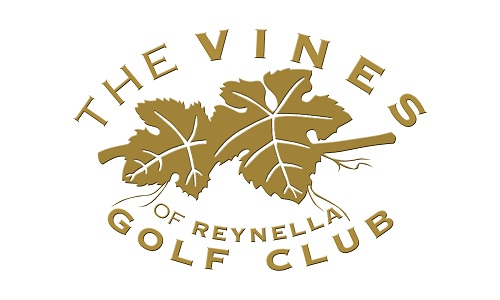 THE VINES
OF REYNELLA
GOLF CLUB